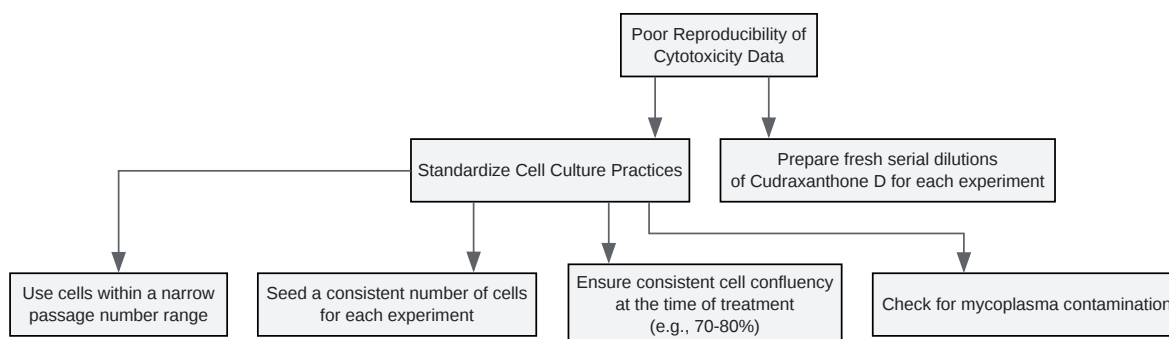 Poor Reproducibility of
Cytotoxicity Data
Standardize Cell Culture Practices
Prepare fresh serial dilutions
of Cudraxanthone D for each experiment
Use cells within a narrow
passage number range
Seed a consistent number of cells
for each experiment
Ensure consistent cell confluency
at the time of treatment
(e.g., 70-80%)
Check for mycoplasma contamination